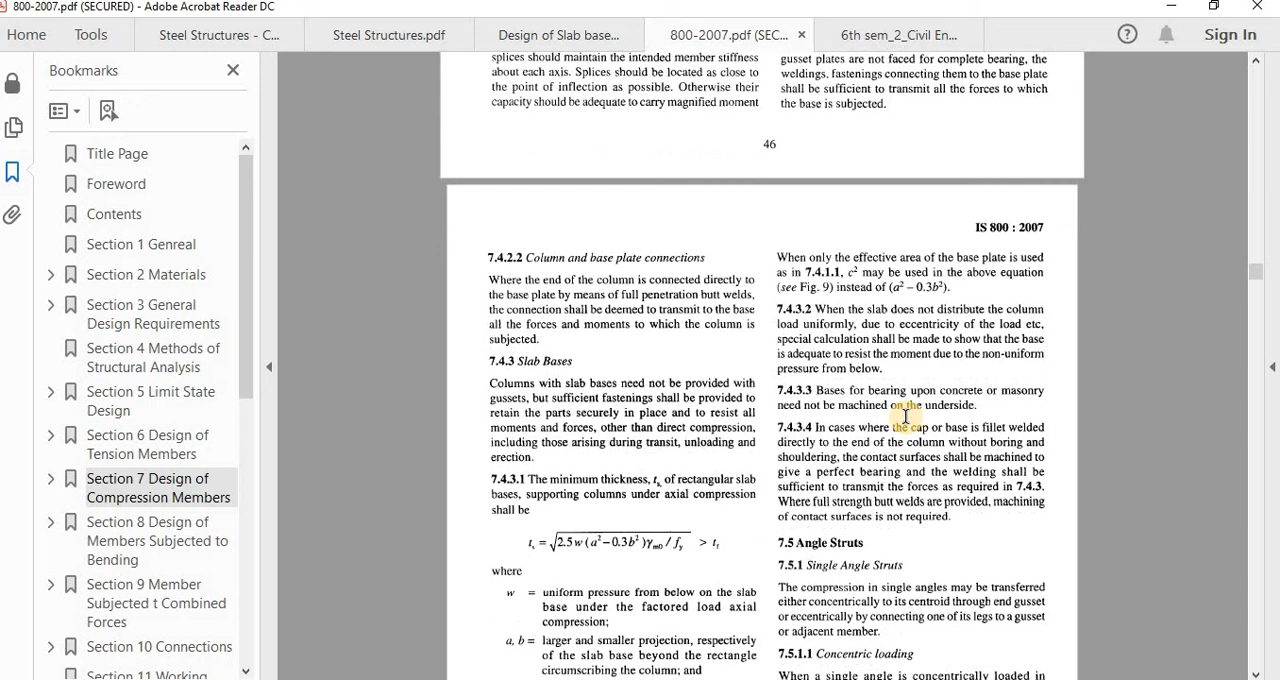 800-2007.pdf (SECURED) - Adobe Acrobat Reader DC
Home Tools Steel Structures - C... Steel Structures.pdf Design of Slab base... 800-2007.pdf (SEC... × 6th sem_2_Civil En... Sign In
Bookmarks
Title Page
Foreword
Contents
Section 1 Genreal
Section 2 Materials
Section 3 General
Design Requirements
Section 4 Methods of
Structural Analysis
Section 5 Limit State
Design
Section 6 Design of
Tension Members
Section 7 Design of
Compression Members
Section 8 Design of
Members Subjected to
Bending
Section 9 Member
Subjected t Combined
Forces
Section 10 Connections
Section 11 Working
splices should maintain the intended member stiffness
about each axis. Splices should be located as close to
the point of inflection as possible. Otherwise their
capacity should be adequate to carry magnified moment
gusset plates are not faced for complete bearing, the
weldings, fastenings connecting them to the base plate
shall be sufficient to transmit all the forces to which
the base is subjected.
46
IS 800 : 2007
7.4.2.2 Column and base plate connections
Where the end of the column is connected directly to
the base plate by means of full penetration butt welds,
the connection shall be deemed to transmit to the base
all the forces and moments to which the column is
subjected.
7.4.3 Slab Bases
Columns with slab bases need not be provided with
gussets, but sufficient fastenings shall be provided to
retain the parts securely in place and to resist all
moments and forces, other than direct compression,
including those arising during transit, unloading and
erection.
7.4.3.1 The minimum thickness, tₛ of rectangular slab
bases, supporting columns under axial compression
shall be
tₛ = √2.5 w (a² – 0.3b²)γm0 / fy > tf
where
w = uniform pressure from below on the slab
base under the factored load axial
compression;
a, b = larger and smaller projection, respectively
of the slab base beyond the rectangle
circumscribing the column; and
When only the effective area of the base plate is used
as in 7.4.1.1, c² may be used in the above equation
(see Fig. 9) instead of (a² – 0.3b²).
7.4.3.2 When the slab does not distribute the column
load uniformly, due to eccentricity of the load etc,
special calculation shall be made to show that the base
is adequate to resist the moment due to the non-uniform
pressure from below.
7.4.3.3 Bases for bearing upon concrete or masonry
need not be machined on the underside.
7.4.3.4 In cases where the cap or base is fillet welded
directly to the end of the column without boring and
shouldering, the contact surfaces shall be machined to
give a perfect bearing and the welding shall be
sufficient to transmit the forces as required in 7.4.3.
Where full strength butt welds are provided, machining
of contact surfaces is not required.
7.5 Angle Struts
7.5.1 Single Angle Struts
The compression in single angles may be transferred
either concentrically to its centroid through end gusset
or eccentrically by connecting one of its legs to a gusset
or adjacent member.
7.5.1.1 Concentric loading
When a single angle is concentrically loaded in